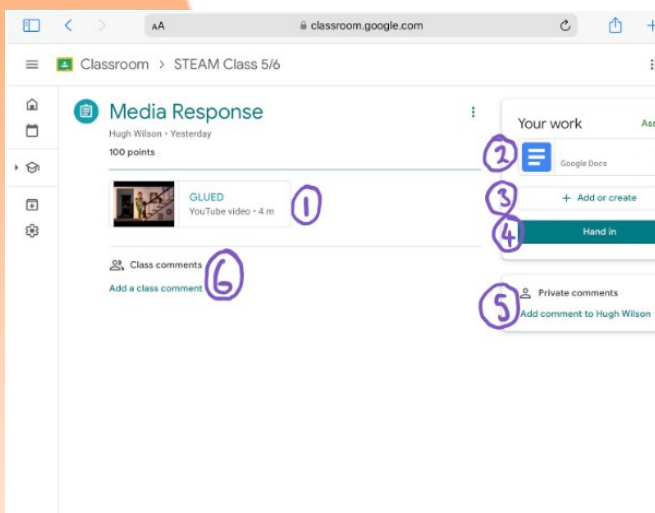 AA
classroom.google.com
Classroom > STEAM Class 5/6
Media Response
Hugh Wilson • Yesterday
100 points
GLUED
YouTube video • 4 m
1
Class comments
6
Add a class comment
Your work
2
Google Docs
3
+ Add or create
4
Hand in
Private comments
5
Add comment to Hugh Wilson